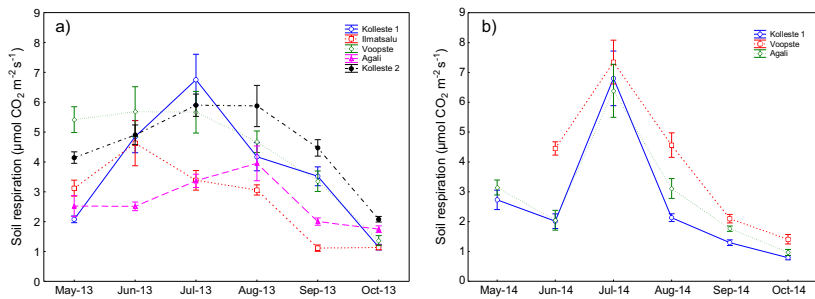 a)
Soil respiration (µmol CO₂ m⁻² s⁻¹)
9
8
7
6
5
4
3
2
1
0
May-13 Jun-13 Jul-13 Aug-13 Sep-13 Oct-13
Kolleste 1
Ilmatsalu
Voopste
Agali
Kolleste 2
b)
Soil respiration (µmol CO₂ m⁻² s⁻¹)
9
8
7
6
5
4
3
2
1
0
May-14 Jun-14 Jul-14 Aug-14 Sep-14 Oct-14
Kolleste 1
Voopste
Agali